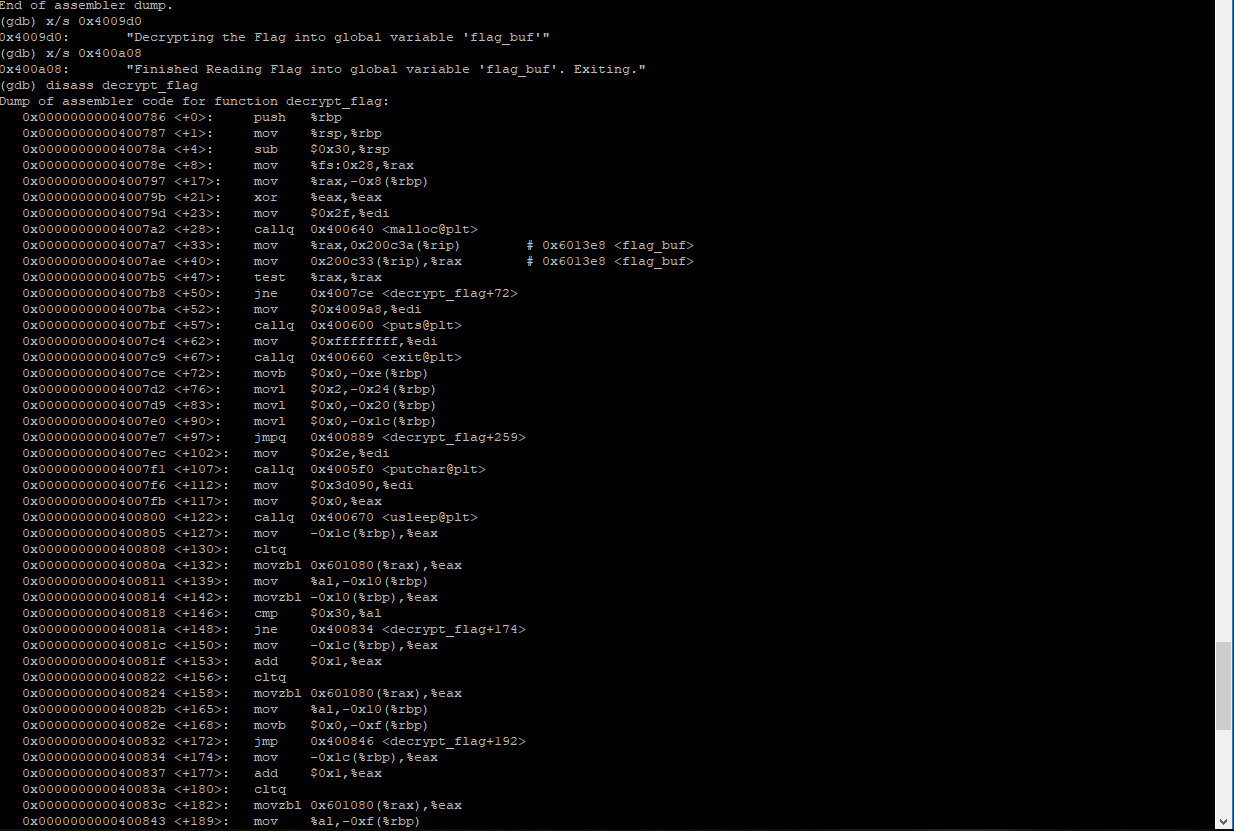 End of assembler dump.
(gdb) x/s 0x4009d0
0x4009d0:       "Decrypting the Flag into global variable 'flag_buf'"
(gdb) x/s 0x400a08
0x400a08:       "Finished Reading Flag into global variable 'flag_buf'. Exiting."
(gdb) disass decrypt_flag
Dump of assembler code for function decrypt_flag:
   0x0000000000400786 <+0>:     push   %rbp
   0x0000000000400787 <+1>:     mov    %rsp,%rbp
   0x000000000040078a <+4>:     sub    $0x30,%rsp
   0x000000000040078e <+8>:     mov    %fs:0x28,%rax
   0x0000000000400797 <+17>:    mov    %rax,-0x8(%rbp)
   0x000000000040079b <+21>:    xor    %eax,%eax
   0x000000000040079d <+23>:    mov    $0x2f,%edi
   0x00000000004007a2 <+28>:    callq  0x400640 <malloc@plt>
   0x00000000004007a7 <+33>:    mov    %rax,0x200c3a(%rip)        # 0x6013e8 <flag_buf>
   0x00000000004007ae <+40>:    mov    0x200c33(%rip),%rax        # 0x6013e8 <flag_buf>
   0x00000000004007b5 <+47>:    test   %rax,%rax
   0x00000000004007b8 <+50>:    jne    0x4007ce <decrypt_flag+72>
   0x00000000004007ba <+52>:    mov    $0x4009a8,%edi
   0x00000000004007bf <+57>:    callq  0x400600 <puts@plt>
   0x00000000004007c4 <+62>:    mov    $0xffffffff,%edi
   0x00000000004007c9 <+67>:    callq  0x400660 <exit@plt>
   0x00000000004007ce <+72>:    movb   $0x0,-0xe(%rbp)
   0x00000000004007d2 <+76>:    movl   $0x2,-0x24(%rbp)
   0x00000000004007d9 <+83>:    movl   $0x0,-0x20(%rbp)
   0x00000000004007e0 <+90>:    movl   $0x0,-0x1c(%rbp)
   0x00000000004007e7 <+97>:    jmpq   0x400889 <decrypt_flag+259>
   0x00000000004007ec <+102>:   mov    $0x2e,%edi
   0x00000000004007f1 <+107>:   callq  0x4005f0 <putchar@plt>
   0x00000000004007f6 <+112>:   mov    $0x3d090,%edi
   0x00000000004007fb <+117>:   mov    $0x0,%eax
   0x0000000000400800 <+122>:   callq  0x400670 <usleep@plt>
   0x0000000000400805 <+127>:   mov    -0x1c(%rbp),%eax
   0x0000000000400808 <+130>:   cltq
   0x000000000040080a <+132>:   movzbl 0x601080(%rax),%eax
   0x0000000000400811 <+139>:   mov    %al,-0x10(%rbp)
   0x0000000000400814 <+142>:   movzbl -0x10(%rbp),%eax
   0x0000000000400818 <+146>:   cmp    $0x30,%al
   0x000000000040081a <+148>:   jne    0x400834 <decrypt_flag+174>
   0x000000000040081c <+150>:   mov    -0x1c(%rbp),%eax
   0x000000000040081f <+153>:   add    $0x1,%eax
   0x0000000000400822 <+156>:   cltq
   0x0000000000400824 <+158>:   movzbl 0x601080(%rax),%eax
   0x000000000040082b <+165>:   mov    %al,-0x10(%rbp)
   0x000000000040082e <+168>:   movb   $0x0,-0xf(%rbp)
   0x0000000000400832 <+172>:   jmp    0x400846 <decrypt_flag+192>
   0x0000000000400834 <+174>:   mov    -0x1c(%rbp),%eax
   0x0000000000400837 <+177>:   add    $0x1,%eax
   0x000000000040083a <+180>:   cltq
   0x000000000040083c <+182>:   movzbl 0x601080(%rax),%eax
   0x0000000000400843 <+189>:   mov    %al,-0xf(%rbp)